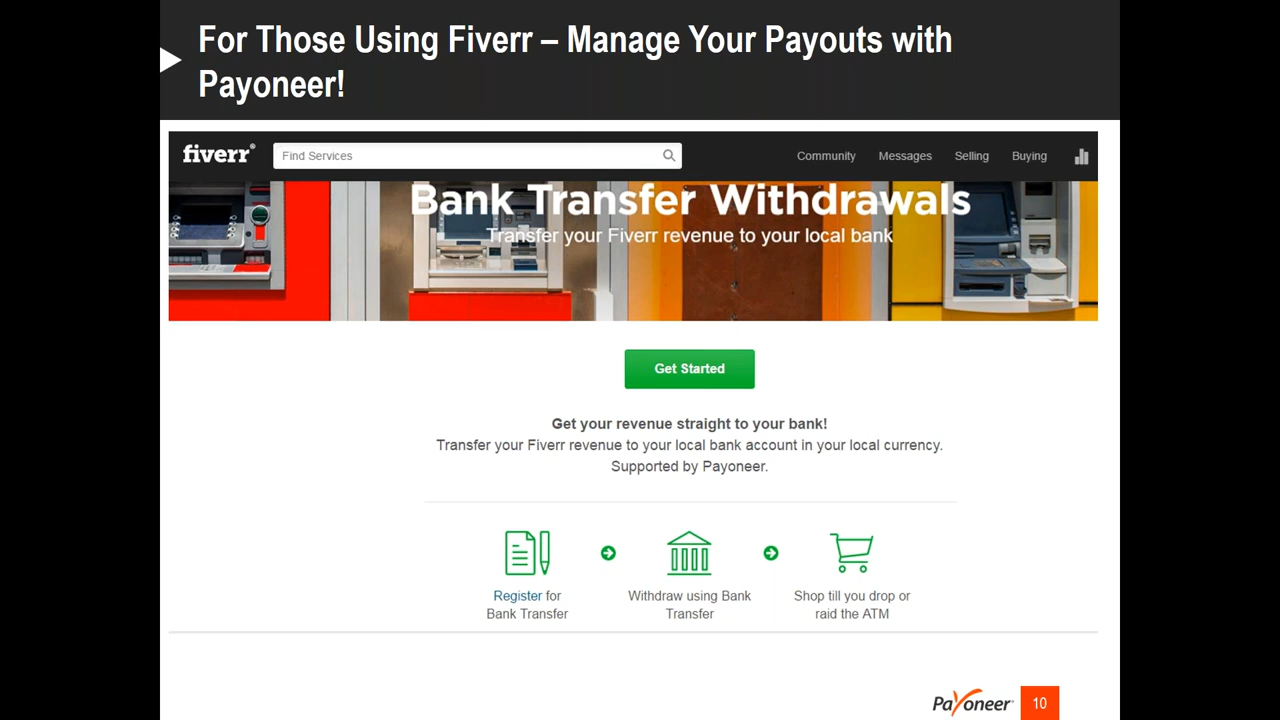 For Those Using Fiverr – Manage Your Payouts with
Payoneer!
fiverr®
Find Services
Community Messages Selling Buying
Bank Transfer Withdrawals
Transfer your Fiverr revenue to your local bank
Get Started
Get your revenue straight to your bank!
Transfer your Fiverr revenue to your local bank account in your local currency.
Supported by Payoneer.
Register for
Bank Transfer
Withdraw using Bank
Transfer
Shop till you drop or
raid the ATM
Payoneer
10